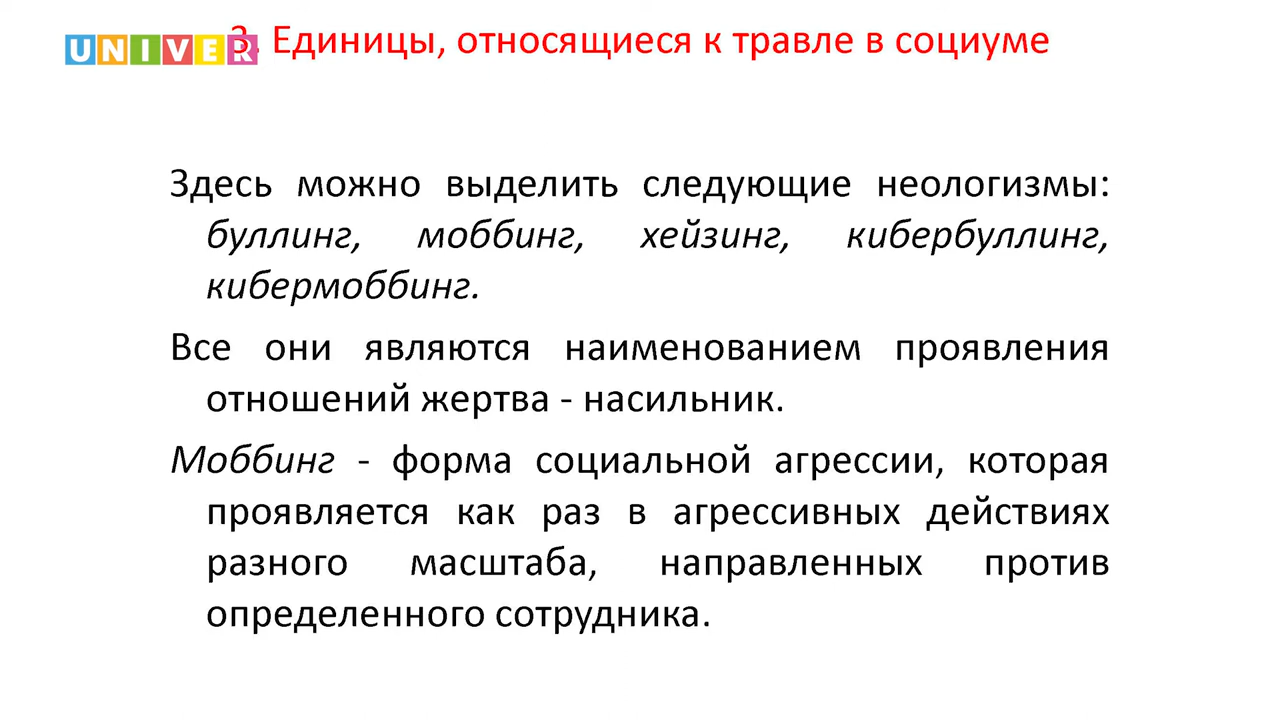 UNIVER
3. Единицы, относящиеся к травле в социуме
Здесь можно выделить следующие неологизмы:
буллинг, моббинг, хейзинг, кибербуллинг,
кибермоббинг.
Все они являются наименованием проявления
отношений жертва - насильник.
Моббинг - форма социальной агрессии, которая
проявляется как раз в агрессивных действиях
разного масштаба, направленных против
определенного сотрудника.